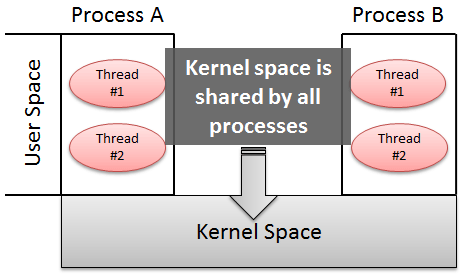 Process A
Process B
User Space
Thread
#1
Thread
#2
Kernel space is
shared by all
processes
Thread
#1
Thread
#2
Kernel Space